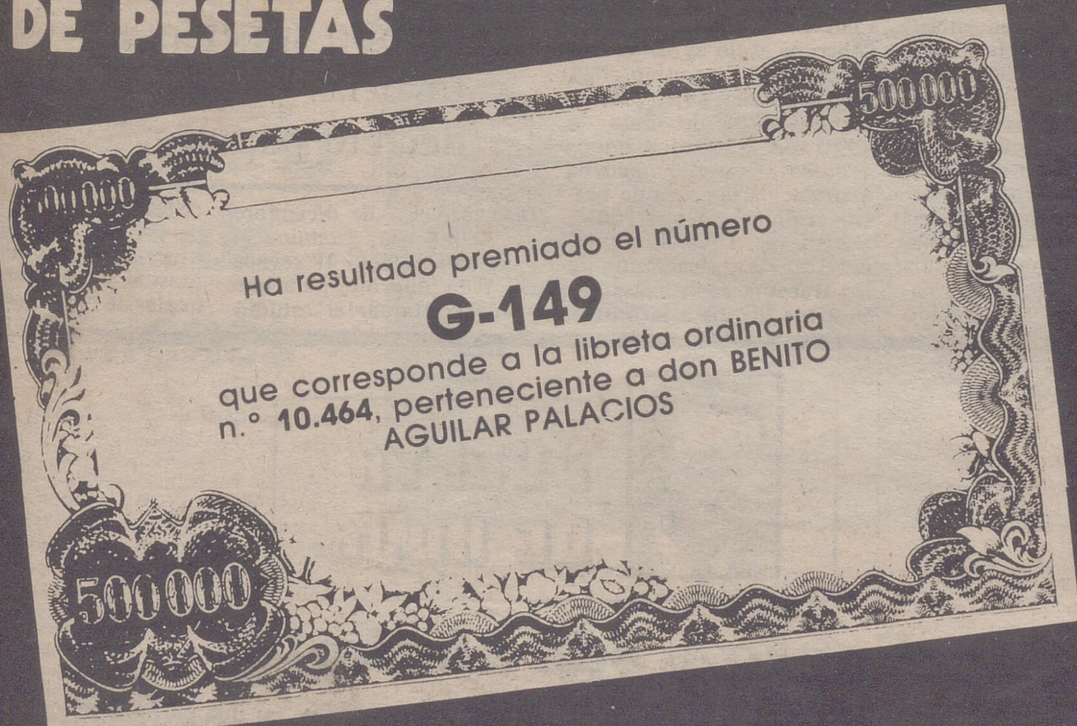 DE PESETAS
500000
500000
Ha resultado premiado el número
G-149
que corresponde a la libreta ordinaria
n.º 10.464, perteneciente a don BENITO
AGUILAR PALACIOS
500000